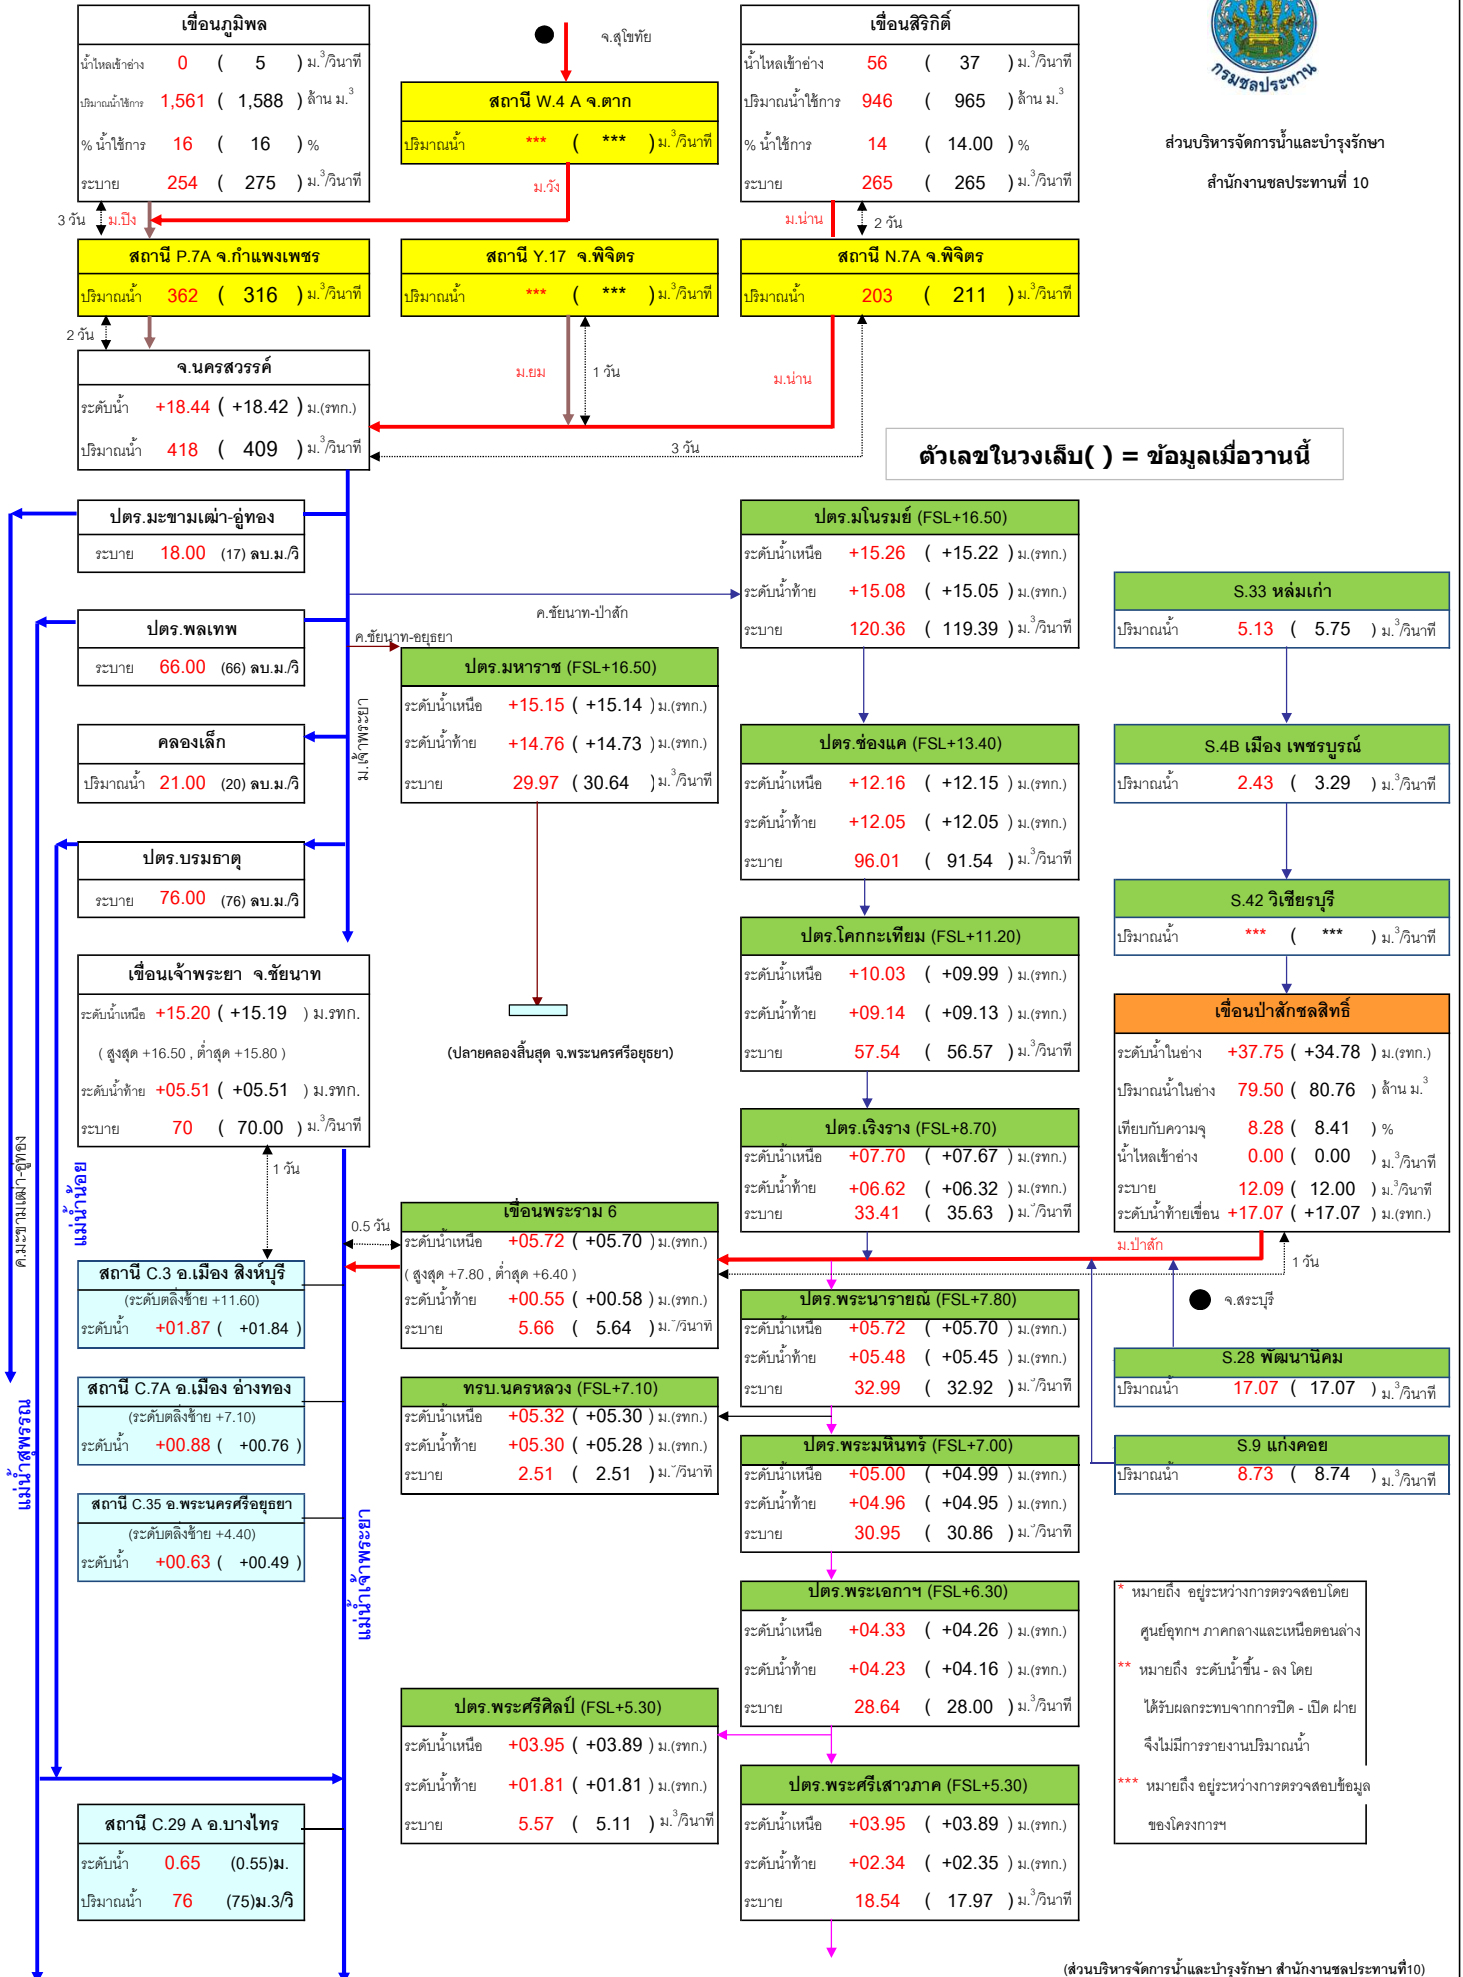 เขื่อนภูมิพล
น้ำไหลเข้าอ่าง 0 ( 5 ) ม.³/วินาที
ปริมาณน้ำใช้การ 1,561 ( 1,588 ) ล้าน ม.³
% น้ำใช้การ 16 ( 16 ) %
ระบาย 254 ( 275 ) ม.³/วินาที
จ.สุโขทัย
สถานี W.4 A จ.ตาก
ปริมาณน้ำ *** ( *** ) ม.³/วินาที
ม.วัง
เขื่อนสิริกิติ์
น้ำไหลเข้าอ่าง 56 ( 37 ) ม.³/วินาที
ปริมาณน้ำใช้การ 946 ( 965 ) ล้าน ม.³
% น้ำใช้การ 14 ( 14.00 ) %
ระบาย 265 ( 265 ) ม.³/วินาที
กรมชลประทาน
ส่วนบริหารจัดการน้ำและบำรุงรักษา
สำนักงานชลประทานที่ 10
3 วัน ม.ปิง
ม.น่าน 2 วัน
สถานี P.7A จ.กำแพงเพชร
ปริมาณน้ำ 362 ( 316 ) ม.³/วินาที
สถานี Y.17 จ.พิจิตร
ปริมาณน้ำ *** ( *** ) ม.³/วินาที
สถานี N.7A จ.พิจิตร
ปริมาณน้ำ 203 ( 211 ) ม.³/วินาที
2 วัน
ม.ยม 1 วัน
ม.น่าน
จ.นครสวรรค์
ระดับน้ำ +18.44 ( +18.42 ) ม.(รทก.)
ปริมาณน้ำ 418 ( 409 ) ม.³/วินาที
3 วัน
ตัวเลขในวงเล็บ( ) = ข้อมูลเมื่อวานนี้
ปตร.มะขามเฒ่า-อู่ทอง
ระบาย 18.00 (17) ลบ.ม./วิ
ปตร.พลเทพ
ระบาย 66.00 (66) ลบ.ม./วิ
คลองเล็ก
ปริมาณน้ำ 21.00 (20) ลบ.ม./วิ
ปตร.บรมธาตุ
ระบาย 76.00 (76) ลบ.ม./วิ
ค.ชัยนาท-ป่าสัก
ค.ชัยนาท-อยุธยา
ม.เจ้าพระยา
ปตร.มหาราช (FSL+16.50)
ระดับน้ำเหนือ +15.15 ( +15.14 ) ม.(รทก.)
ระดับน้ำท้าย +14.76 ( +14.73 ) ม.(รทก.)
ระบาย 29.97 ( 30.64 ) ม.³/วินาที
(ปลายคลองสิ้นสุด จ.พระนครศรีอยุธยา)
ปตร.มโนรมย์ (FSL+16.50)
ระดับน้ำเหนือ +15.26 ( +15.22 ) ม.(รทก.)
ระดับน้ำท้าย +15.08 ( +15.05 ) ม.(รทก.)
ระบาย 120.36 ( 119.39 ) ม.³/วินาที
ปตร.ช่องแค (FSL+13.40)
ระดับน้ำเหนือ +12.16 ( +12.15 ) ม.(รทก.)
ระดับน้ำท้าย +12.05 ( +12.05 ) ม.(รทก.)
ระบาย 96.01 ( 91.54 ) ม.³/วินาที
ปตร.โคกกะเทียม (FSL+11.20)
ระดับน้ำเหนือ +10.03 ( +09.99 ) ม.(รทก.)
ระดับน้ำท้าย +09.14 ( +09.13 ) ม.(รทก.)
ระบาย 57.54 ( 56.57 ) ม.³/วินาที
ปตร.เริงราง (FSL+8.70)
ระดับน้ำเหนือ +07.70 ( +07.67 ) ม.(รทก.)
ระดับน้ำท้าย +06.62 ( +06.32 ) ม.(รทก.)
ระบาย 33.41 ( 35.63 ) ม.³/วินาที
S.33 หล่มเก่า
ปริมาณน้ำ 5.13 ( 5.75 ) ม.³/วินาที
S.4B เมือง เพชรบูรณ์
ปริมาณน้ำ 2.43 ( 3.29 ) ม.³/วินาที
S.42 วิเชียรบุรี
ปริมาณน้ำ *** ( *** ) ม.³/วินาที
เขื่อนป่าสักชลสิทธิ์
ระดับน้ำในอ่าง +37.75 ( +34.78 ) ม.(รทก.)
ปริมาณน้ำในอ่าง 79.50 ( 80.76 ) ล้าน ม.³
เทียบกับความจุ 8.28 ( 8.41 ) %
น้ำไหลเข้าอ่าง 0.00 ( 0.00 ) ม.³/วินาที
ระบาย 12.09 ( 12.00 ) ม.³/วินาที
ระดับน้ำท้ายเขื่อน +17.07 ( +17.07 ) ม.(รทก.)
เขื่อนเจ้าพระยา จ.ชัยนาท
ระดับน้ำเหนือ +15.20 ( +15.19 ) ม.รทก.
( สูงสุด +16.50 , ต่ำสุด +15.80 )
ระดับน้ำท้าย +05.51 ( +05.51 ) ม.รทก.
ระบาย 70 ( 70.00 ) ม.³/วินาที
1 วัน
ค.มะขามเฒ่า-อู่ทอง
แม่น้ำน้อย
แม่น้ำสุพรรณ
แม่น้ำเจ้าพระยา
0.5 วัน
เขื่อนพระราม 6
ระดับน้ำเหนือ +05.72 ( +05.70 ) ม.(รทก.)
( สูงสุด +7.80 , ต่ำสุด +6.40 )
ระดับน้ำท้าย +00.55 ( +00.58 ) ม.(รทก.)
ระบาย 5.66 ( 5.64 ) ม.³/วินาที
ม.ป่าสัก
1 วัน
จ.สระบุรี
สถานี C.3 อ.เมือง สิงห์บุรี
(ระดับตลิ่งซ้าย +11.60)
ระดับน้ำ +01.87 ( +01.84 )
สถานี C.7A อ.เมือง อ่างทอง
(ระดับตลิ่งซ้าย +7.10)
ระดับน้ำ +00.88 ( +00.76 )
สถานี C.35 อ.พระนครศรีอยุธยา
(ระดับตลิ่งซ้าย +4.40)
ระดับน้ำ +00.63 ( +00.49 )
ทรบ.นครหลวง (FSL+7.10)
ระดับน้ำเหนือ +05.32 ( +05.30 ) ม.(รทก.)
ระดับน้ำท้าย +05.30 ( +05.28 ) ม.(รทก.)
ระบาย 2.51 ( 2.51 ) ม.³/วินาที
ปตร.พระนารายณ์ (FSL+7.80)
ระดับน้ำเหนือ +05.72 ( +05.70 ) ม.(รทก.)
ระดับน้ำท้าย +05.48 ( +05.45 ) ม.(รทก.)
ระบาย 32.99 ( 32.92 ) ม.³/วินาที
ปตร.พระมหินทร์ (FSL+7.00)
ระดับน้ำเหนือ +05.00 ( +04.99 ) ม.(รทก.)
ระดับน้ำท้าย +04.96 ( +04.95 ) ม.(รทก.)
ระบาย 30.95 ( 30.86 ) ม.³/วินาที
S.28 พัฒนานิคม
ปริมาณน้ำ 17.07 ( 17.07 ) ม.³/วินาที
S.9 แก่งคอย
ปริมาณน้ำ 8.73 ( 8.74 ) ม.³/วินาที
ปตร.พระเอกาฯ (FSL+6.30)
ระดับน้ำเหนือ +04.33 ( +04.26 ) ม.(รทก.)
ระดับน้ำท้าย +04.23 ( +04.16 ) ม.(รทก.)
ระบาย 28.64 ( 28.00 ) ม.³/วินาที
ปตร.พระศรีศิลป์ (FSL+5.30)
ระดับน้ำเหนือ +03.95 ( +03.89 ) ม.(รทก.)
ระดับน้ำท้าย +01.81 ( +01.81 ) ม.(รทก.)
ระบาย 5.57 ( 5.11 ) ม.³/วินาที
ปตร.พระศรีเสาวภาค (FSL+5.30)
ระดับน้ำเหนือ +03.95 ( +03.89 ) ม.(รทก.)
ระดับน้ำท้าย +02.34 ( +02.35 ) ม.(รทก.)
ระบาย 18.54 ( 17.97 ) ม.³/วินาที
* หมายถึง อยู่ระหว่างการตรวจสอบโดย
ศูนย์อุทกฯ ภาคกลางและเหนือตอนล่าง
** หมายถึง ระดับน้ำขึ้น - ลง โดย
ได้รับผลกระทบจากการปิด - เปิด ฝาย
จึงไม่มีการรายงานปริมาณน้ำ
*** หมายถึง อยู่ระหว่างการตรวจสอบข้อมูล
ของโครงการฯ
สถานี C.29 A อ.บางไทร
ระดับน้ำ 0.65 (0.55)ม.
ปริมาณน้ำ 76 (75)ม.3/วิ
(ส่วนบริหารจัดการน้ำและบำรุงรักษา สำนักงานชลประทานที่10)